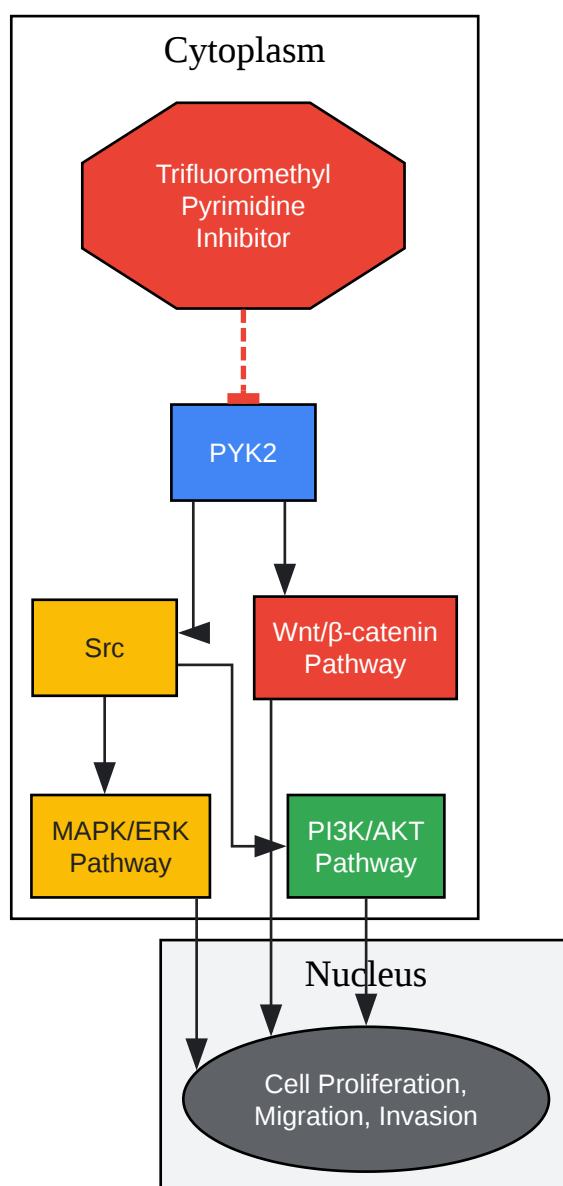 Cytoplasm
Trifluoromethyl
Pyrimidine
Inhibitor
PYK2
Src
Wnt/β-catenin
Pathway
MAPK/ERK
Pathway
PI3K/AKT
Pathway
Nucleus
Cell Proliferation,
Migration, Invasion